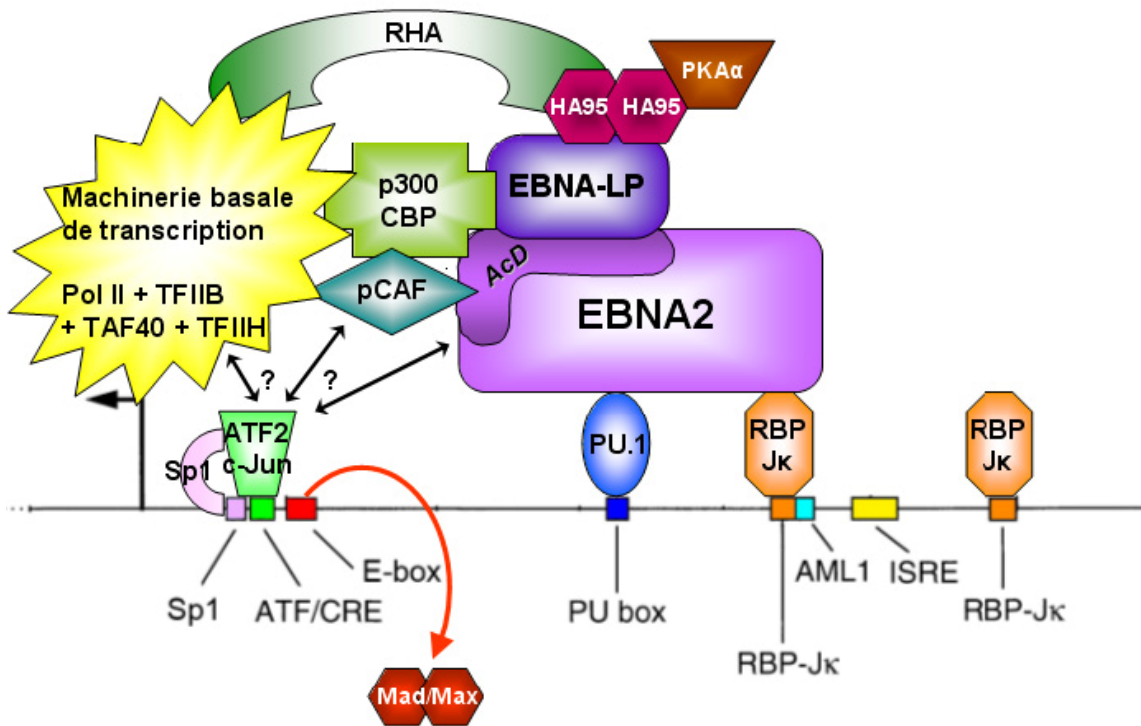 RHA
PKAα
HA95 HA95
Machinerie basale
de transcription
Pol II + TFIIB
+ TAF40 + TFIIH
p300
CBP
EBNA-LP
pCAF
AcD
EBNA2
?
?
Sp1
ATF2
c-Jun
PU.1
RBP
Jκ
RBP
Jκ
Sp1
ATF/CRE
E-box
PU box
RBP-Jκ
AML1
ISRE
RBP-Jκ
Mad/Max